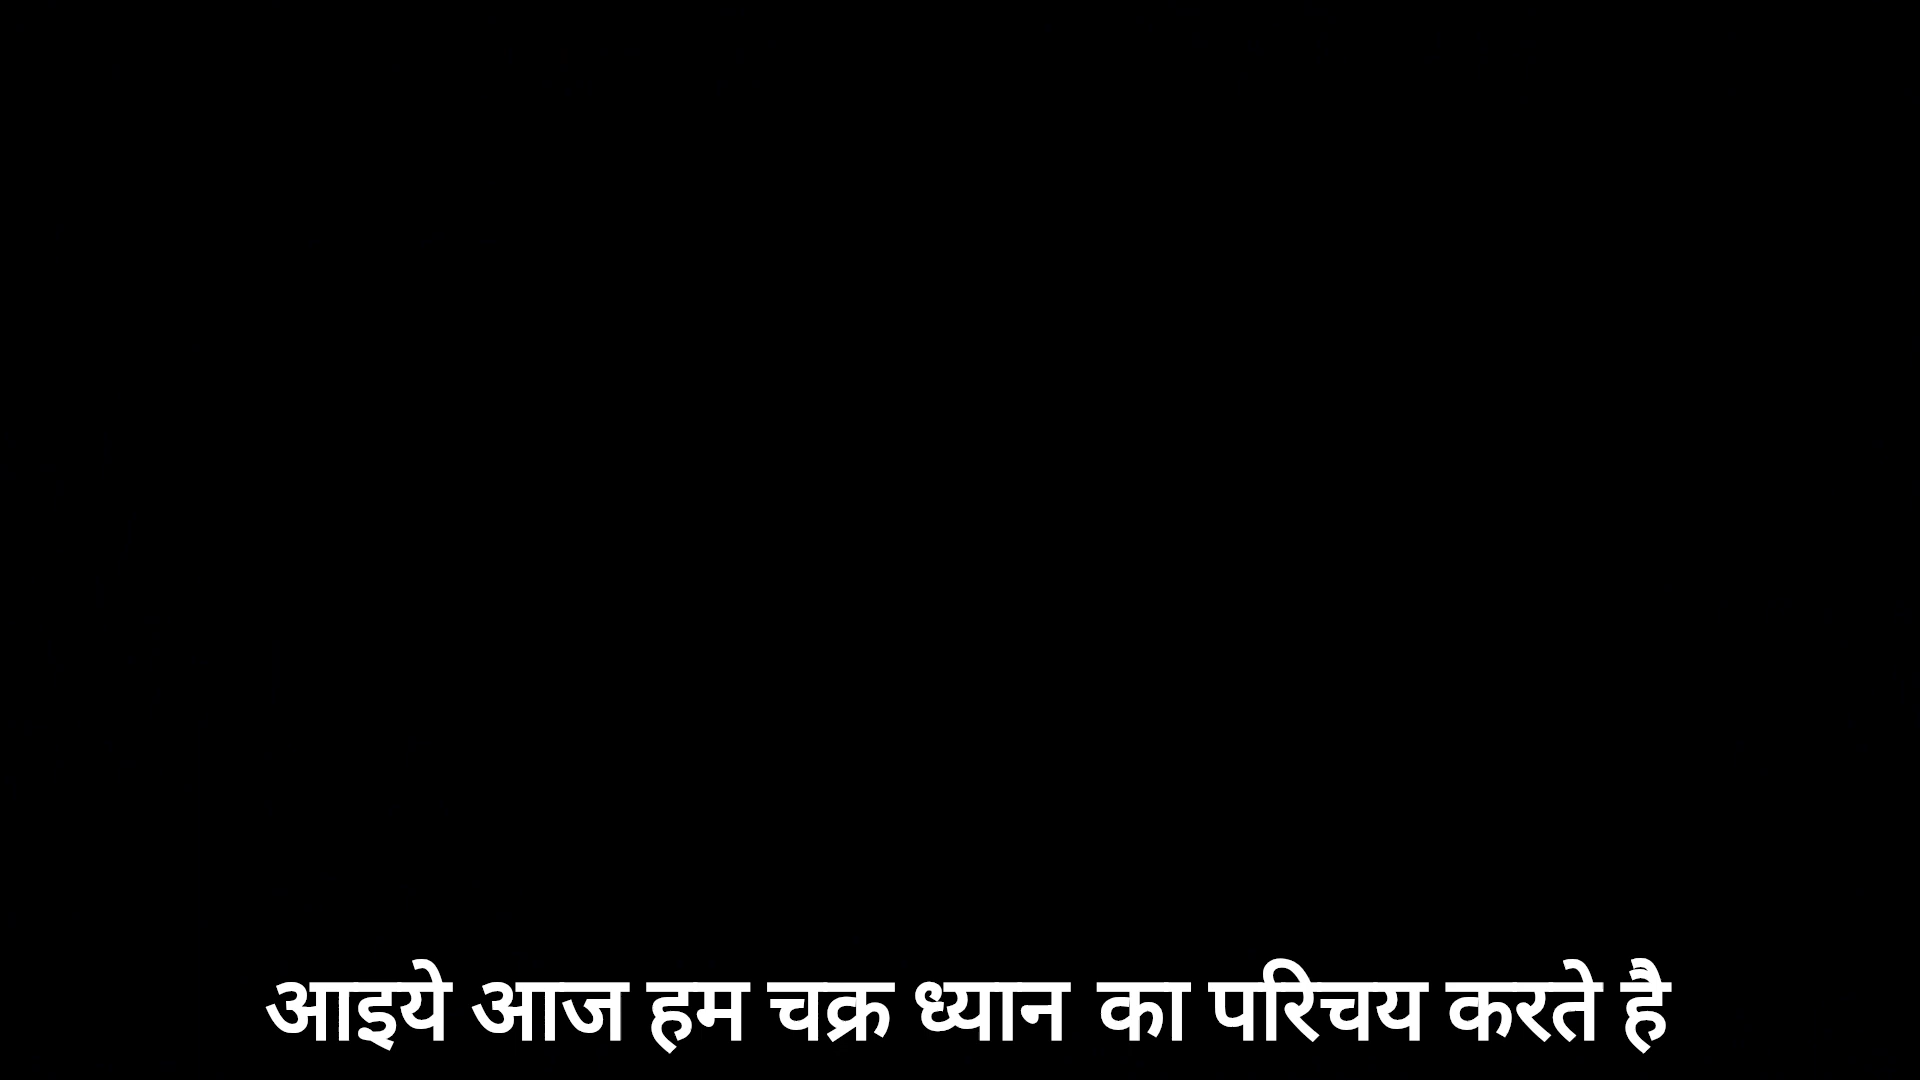 आइये आज हम चक्र ध्यान का परिचय करते है